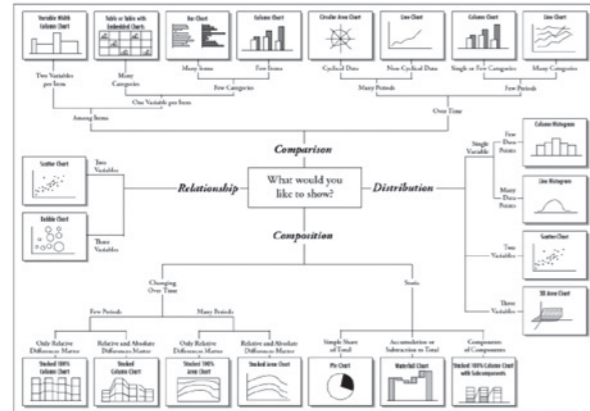 Variable Width
Column Chart
Table or Table with
Embedded Charts
Bar Chart
Column Chart
Circular Area Chart
Line Chart
Column Chart
Line Chart
Two Variables
per Item
Many
Categories
Many Items
Few Items
Cyclical Data
Non-Cyclical Data
Single or Few Categories
Many Categories
Few Categories
Many Periods
Few Periods
One Variable per Item
Among Items
Over Time
Comparison
What would you
like to show?
Relationship
Scatter Chart
Two
Variables
Bubble Chart
Three
Variables
Distribution
Single
Variable
Few
Data
Points
Column Histogram
Many
Data
Points
Line Histogram
Two
Variables
Scatter Chart
Three
Variables
3D Area Chart
Composition
Changing
Over Time
Static
Few Periods
Many Periods
Only Relative
Differences Matter
Relative and Absolute
Differences Matter
Only Relative
Differences Matter
Relative and Absolute
Differences Matter
Simple Share
of Total
Accumulation or
Subtraction to Total
Components
of Components
Stacked 100%
Column Chart
Stacked
Column Chart
Stacked 100%
Area Chart
Stacked Area Chart
Pie Chart
Waterfall Chart
Stacked 100% Column Chart
with Subcomponents